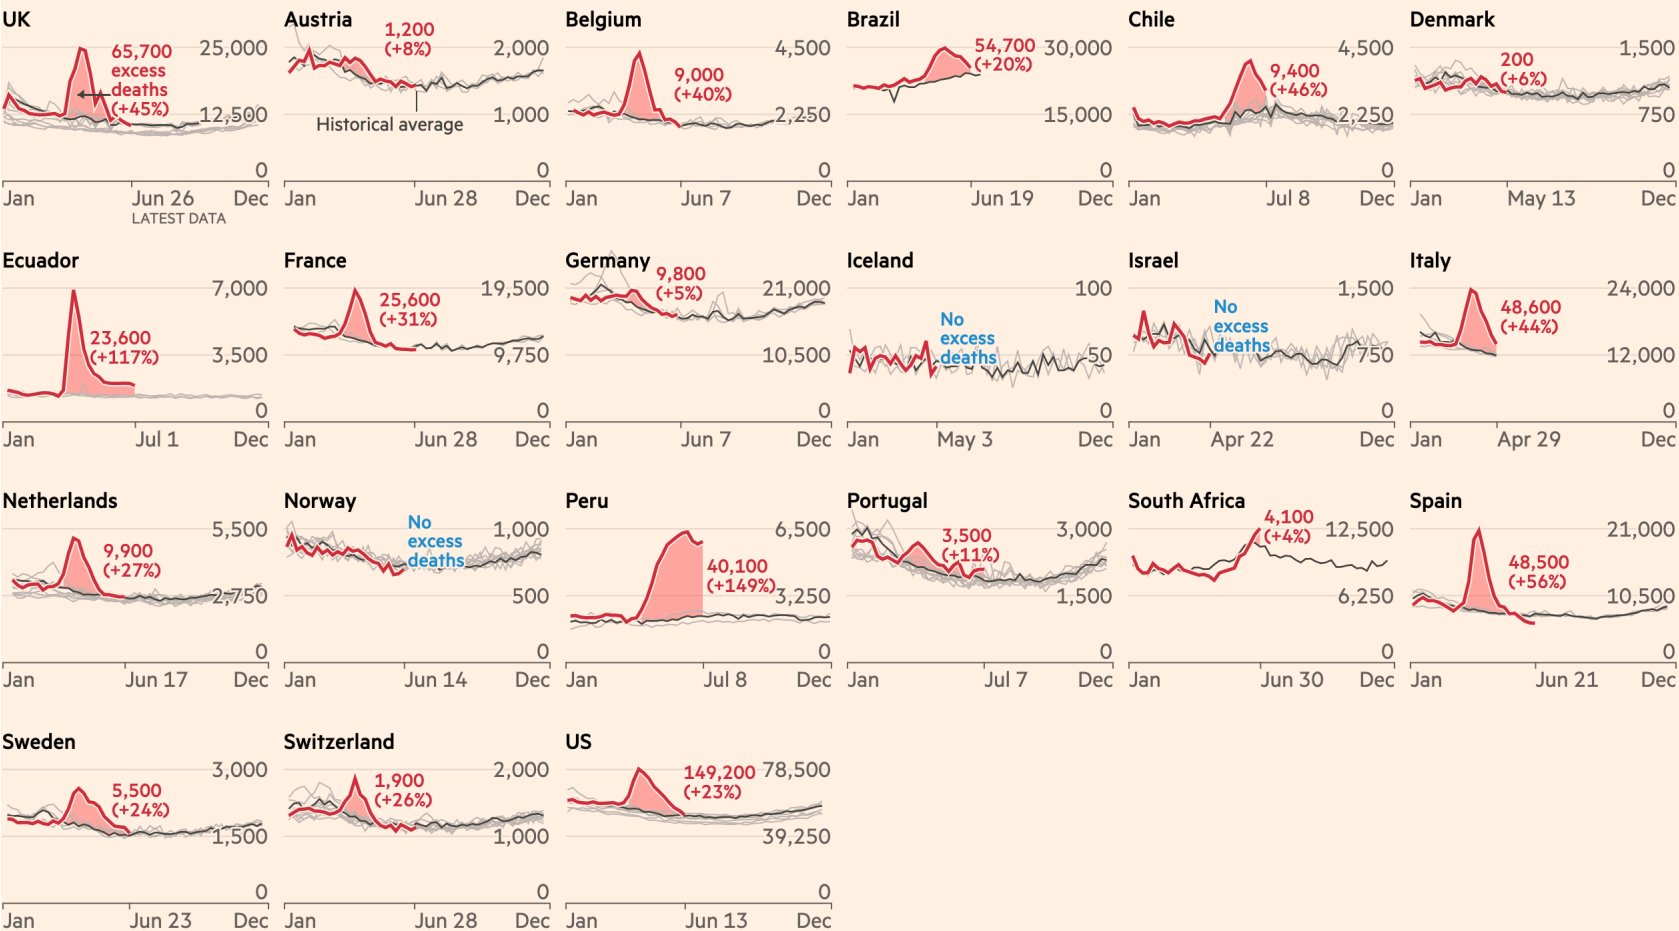 UK
25,000
65,700
excess
deaths
(+45%)
12,500
0
Jan
Jun 26
LATEST DATA
Dec
Austria
1,200
(+8%)
2,000
Historical average
1,000
0
Jan
Jun 28
Dec
Belgium
4,500
9,000
(+40%)
2,250
0
Jan
Jun 7
Dec
Brazil
54,700
(+20%)
30,000
15,000
0
Jan
Jun 19
Dec
Chile
4,500
9,400
(+46%)
2,250
0
Jan
Jul 8
Dec
Denmark
1,500
200
(+6%)
750
0
Jan
May 13
Dec
Ecuador
7,000
23,600
(+117%)
3,500
0
Jan
Jul 1
Dec
France
19,500
25,600
(+31%)
9,750
0
Jan
Jun 28
Dec
Germany
9,800
(+5%)
21,000
10,500
0
Jan
Jun 7
Dec
Iceland
100
No
excess
deaths
50
0
Jan
May 3
Dec
Israel
1,500
No
excess
deaths
750
0
Jan
Apr 22
Dec
Italy
24,000
48,600
(+44%)
12,000
0
Jan
Apr 29
Dec
Netherlands
5,500
9,900
(+27%)
2,750
0
Jan
Jun 17
Dec
Norway
No
excess
deaths
1,000
500
0
Jan
Jun 14
Dec
Peru
6,500
40,100
(+149%)
3,250
0
Jan
Jul 8
Dec
Portugal
3,000
3,500
(+11%)
1,500
0
Jan
Jul 7
Dec
South Africa
4,100
(+4%)
12,500
6,250
0
Jan
Jun 30
Dec
Spain
21,000
48,500
(+56%)
10,500
0
Jan
Jun 21
Dec
Sweden
3,000
5,500
(+24%)
1,500
0
Jan
Jun 23
Dec
Switzerland
2,000
1,900
(+26%)
1,000
0
Jan
Jun 28
Dec
US
149,200
(+23%)
78,500
39,250
0
Jan
Jun 13
Dec